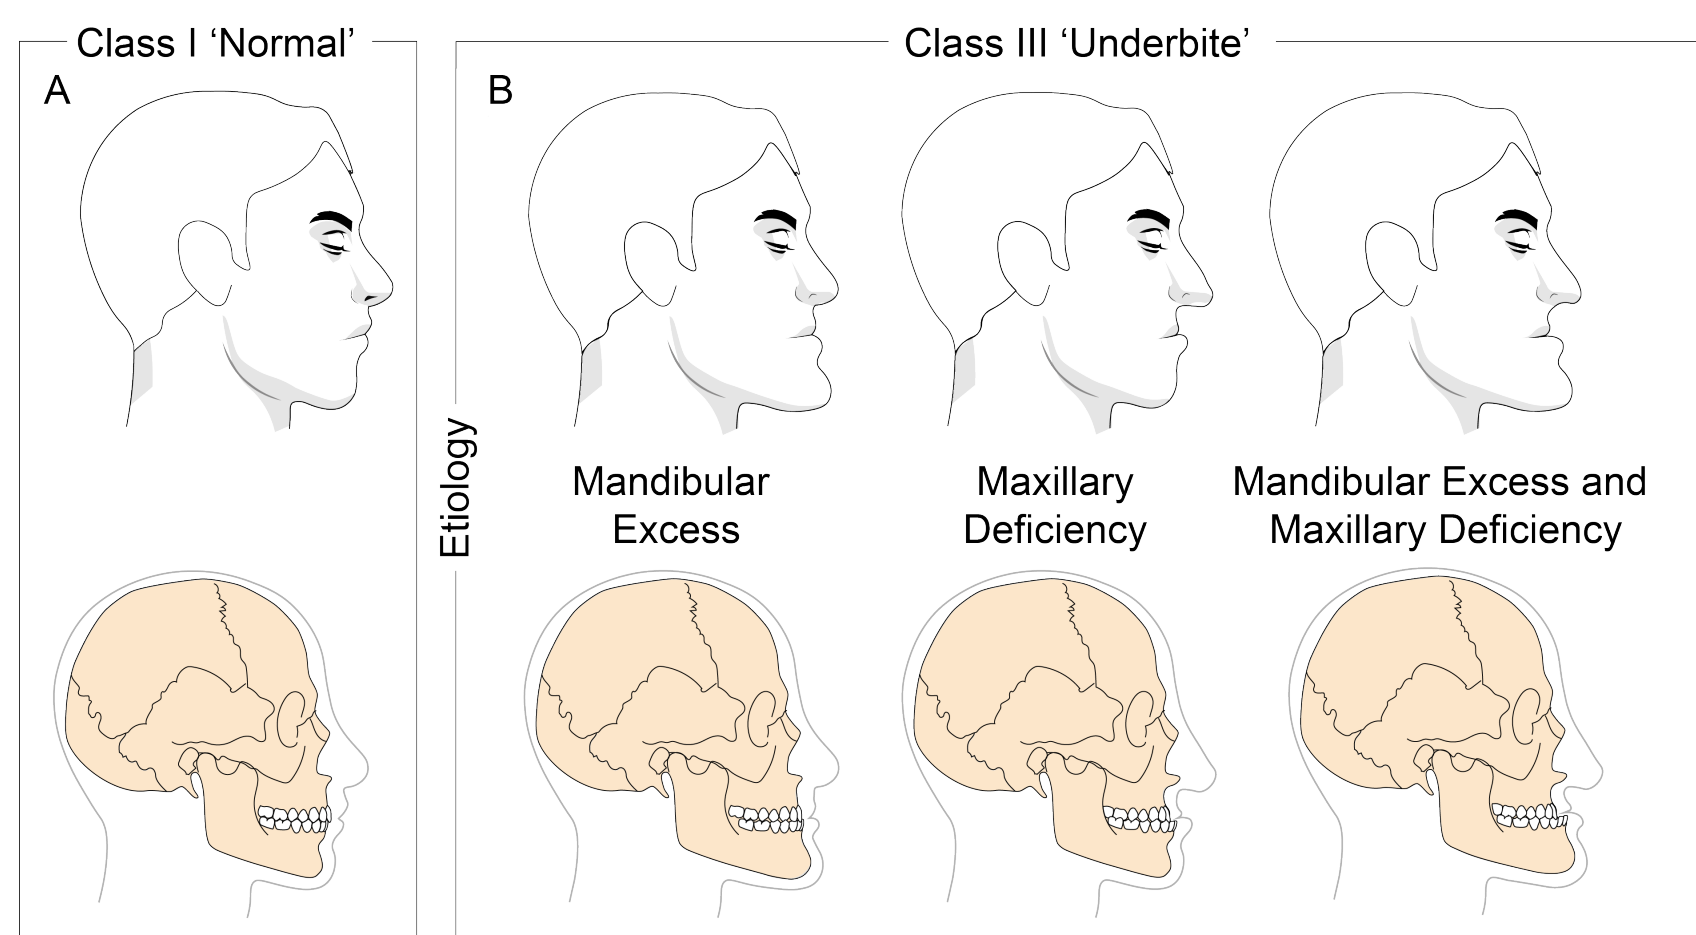 Class I ‘Normal’
Class III ‘Underbite’
A
B
Etiology
Mandibular
Excess
Maxillary
Deficiency
Mandibular Excess and
Maxillary Deficiency